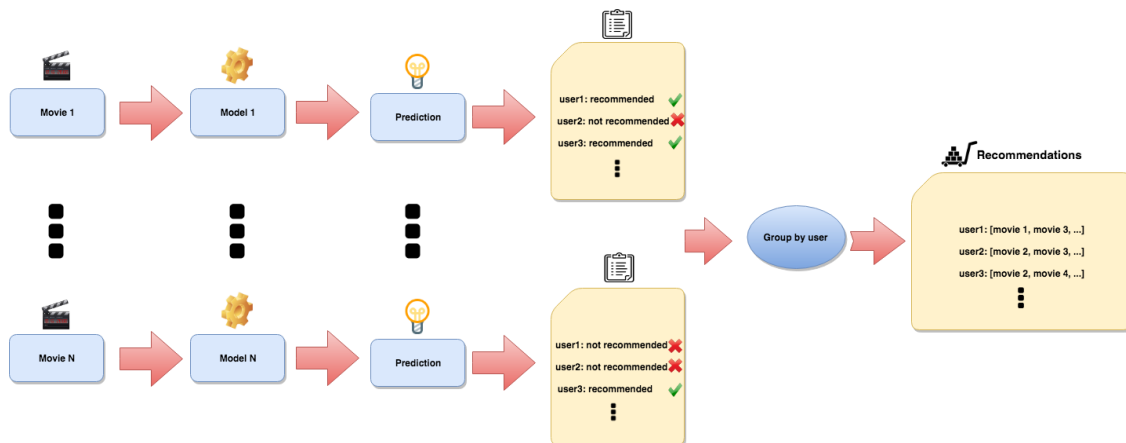 Movie 1
Model 1
Prediction
user1: recommended
user2: not recommended
user3: recommended
Movie N
Model N
Prediction
user1: not recommended
user2: not recommended
user3: recommended
Group by user
Recommendations
user1: [movie 1, movie 3, ...]
user2: [movie 2, movie 3, ...]
user3: [movie 2, movie 4, ...]